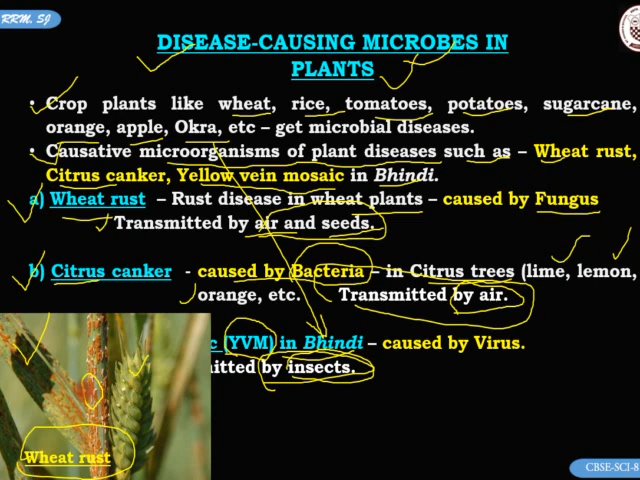 RRM, SJ
DISEASE-CAUSING MICROBES IN
PLANTS
• Crop plants like wheat, rice, tomatoes, potatoes, sugarcane,
orange, apple, Okra, etc – get microbial diseases.
• Causative microorganisms of plant diseases such as – Wheat rust,
Citrus canker, Yellow vein mosaic in Bhindi.
a) Wheat rust – Rust disease in wheat plants – caused by Fungus
Transmitted by air and seeds.
b) Citrus canker - caused by Bacteria – in Citrus trees (lime, lemon,
orange, etc. Transmitted by air.
c (YVM) in Bhindi – caused by Virus.
itted by insects.
Wheat rust
CBSE-SCI-8